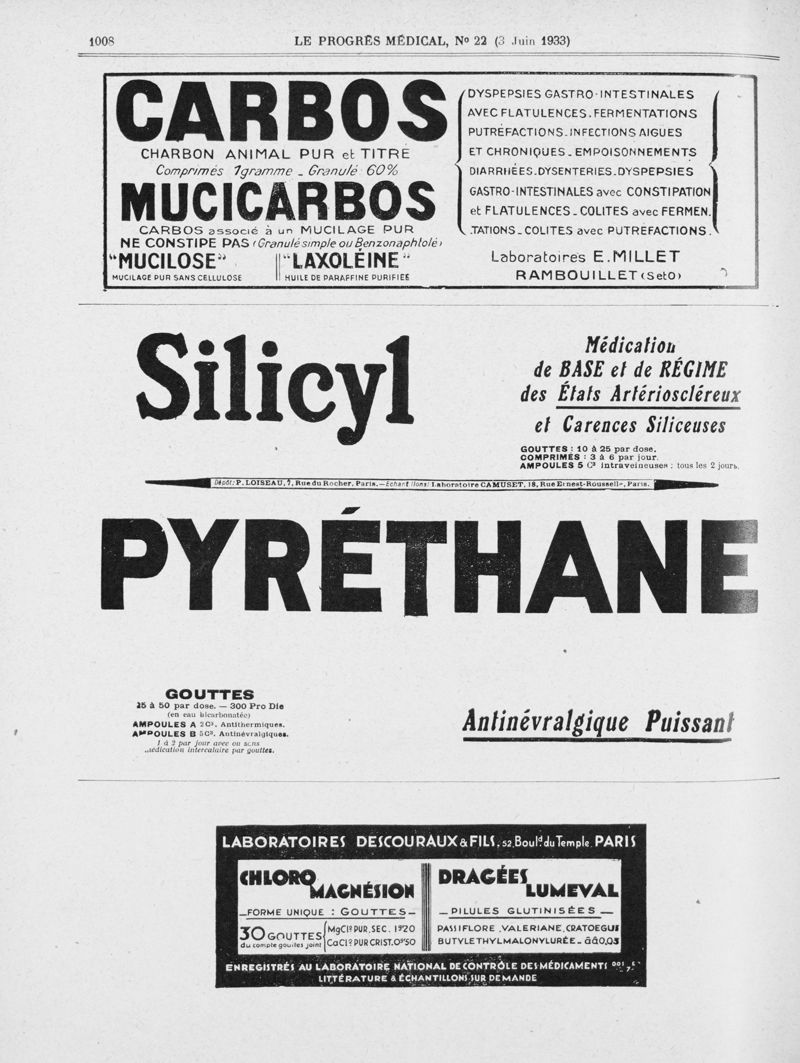 1008
LE PROGRÈS MÉDICAL, No 22 (3 Juin 1933)
CARBOS
CHARBON ANIMAL PUR et TITRÉ
Comprimés 1gramme _ Granulé 60%
MUCICARBOS
CARBOS associé à un MUCILAGE PUR
NE CONSTIPE PAS (Granulé simple ou Benzonaphtolé)
"MUCILOSE"
MUCILAGE PUR SANS CELLULOSE
"LAXOLÉINE"
HUILE DE PARAFFINE PURIFIÉE
DYSPEPSIES GASTRO-INTESTINALES
AVEC FLATULENCES. FERMENTATIONS
PUTRÉFACTIONS. INFECTIONS AIGUES
ET CHRONIQUES _ EMPOISONNEMENTS
DIARRHÉES. DYSENTERIES. DYSPEPSIES
GASTRO-INTESTINALES avec CONSTIPATION
et FLATULENCES _ COLITES avec FERMEN.
.TATIONS _ COLITES avec PUTRÉFACTIONS.
Laboratoires E. MILLET
RAMBOUILLET (SetO)
Silicyl
Médication
de BASE et de RÉGIME
des États Artérioscléreux
et Carences Siliceuses
GOUTTES : 10 à 25 par dose.
COMPRIMÉS : 3 à 6 par jour.
AMPOULES 5 C3 intraveineuses : tous les 2 jours.
Dépôt: P. LOISEAU, 7, Rue du Rocher, Paris. — Echantillons: Laboratoire CAMUSET, 18, Rue Ernest-Rousselle, Paris.
PYRÉTHANE
GOUTTES
25 à 50 par dose. — 300 Pro Die
(en eau bicarbonatée)
AMPOULES A 2C3. Antithermiques.
AMPOULES B 5C3. Antinévralgiques.
1 à 2 par jour avec ou sans
médication intercalaire par gouttes.
Antinévralgique Puissant
LABORATOIRES DESCOURAUX & FILS, 52, Bould du Temple. PARIS
CHLORO
MAGNÉSION
_FORME UNIQUE : GOUTTES_
30 GOUTTES
du compte gouttes joint
MgCl2 PUR. SEC. 1gr20
CaCl2 PUR CRIST. 0gr50
DRAGÉES
LUMEVAL
_ PILULES GLUTINISÉES _
PASSIFLORE, VALERIANE, CRATOEGUS
BUTYLETHYLMALONYLURÉE _ ââ0,03
ENREGISTRÉS AU LABORATOIRE NATIONAL DE CONTRÔLE DES MÉDICAMENTS
LITTÉRATURE & ÉCHANTILLONS SUR DEMANDE